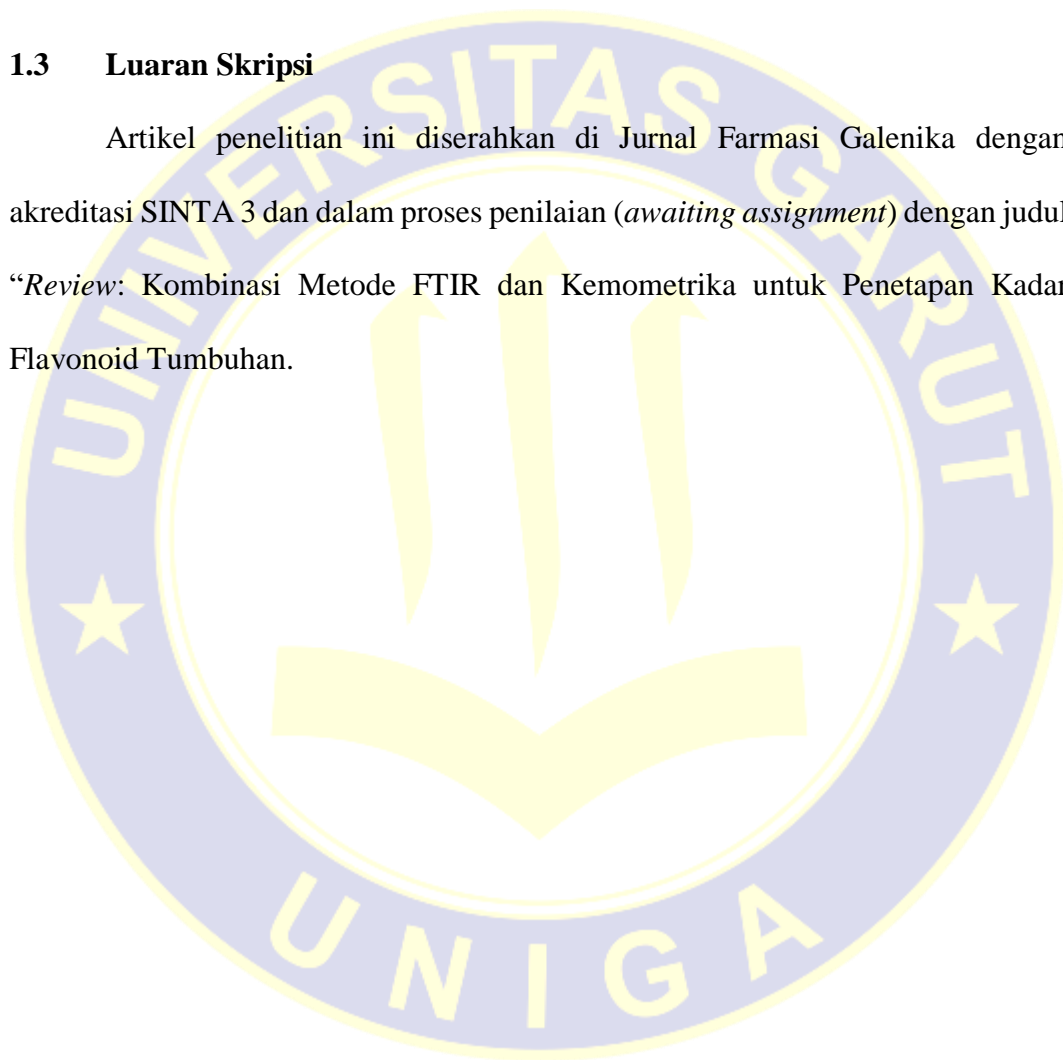 1.3 Luaran Skripsi
Artikel penelitian ini diserahkan di Jurnal Farmasi Galenika dengan
akreditasi SINTA 3 dan dalam proses penilaian (awaiting assignment) dengan judul
“Review: Kombinasi Metode FTIR dan Kemometrika untuk Penetapan Kadar
Flavonoid Tumbuhan.
UNIVERSITAS GARUT
UNIGA